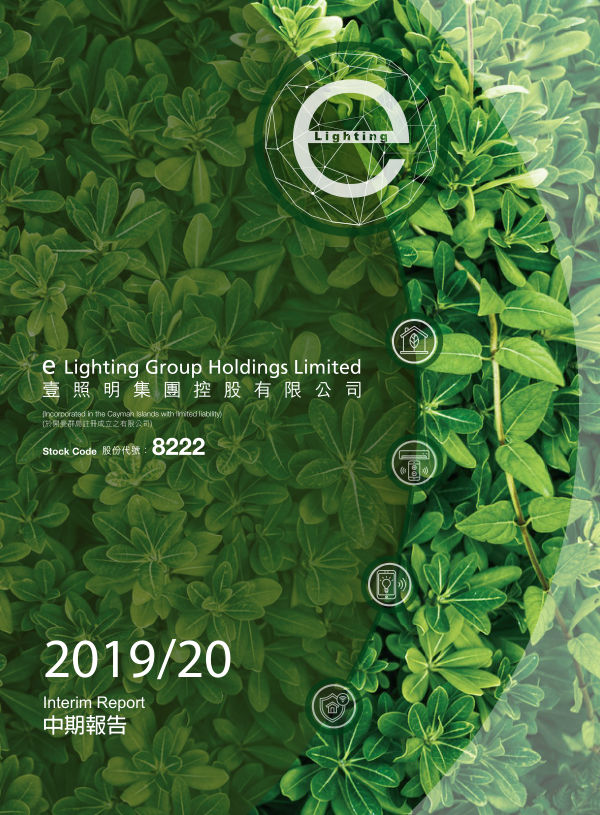 e
Lighting
e Lighting Group Holdings Limited
壹照明集團控股有限公司
(Incorporated in the Cayman Islands with limited liability)
(於開曼群島註冊成立之有限公司)
Stock Code 股份代號：8222
2019/20
Interim Report
中期報告